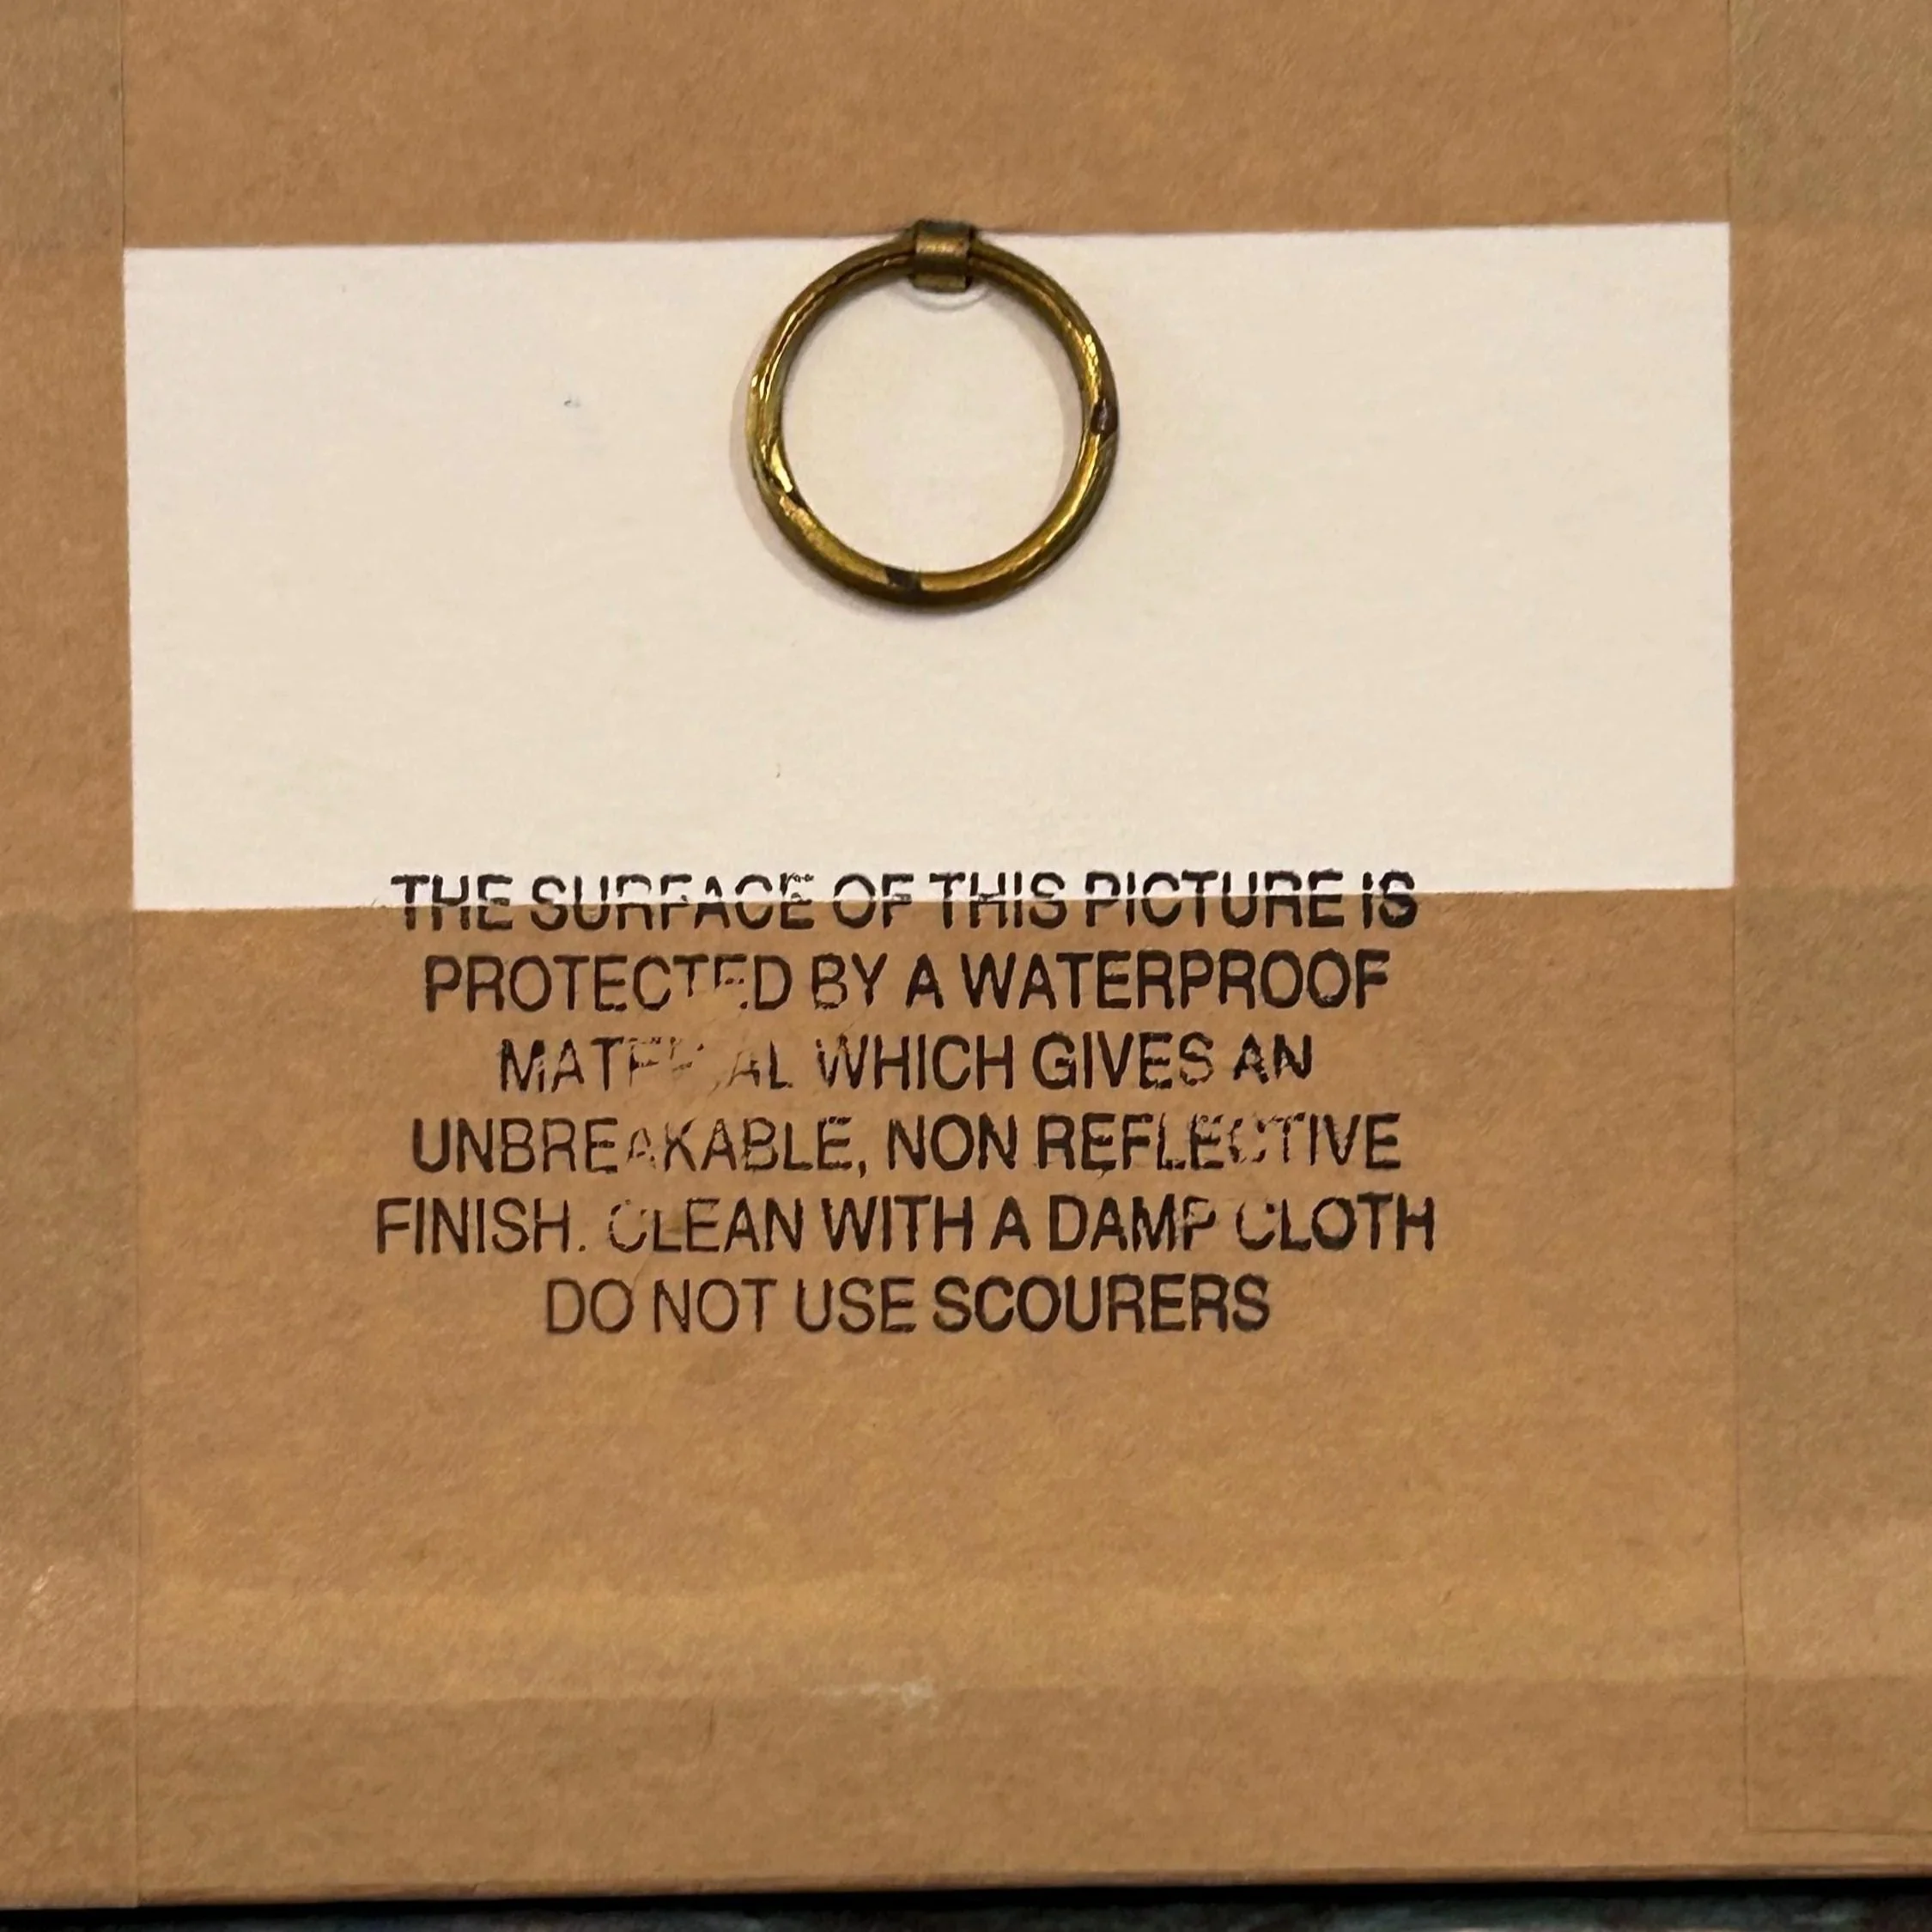 THE SURFACE OF THIS PICTURE IS
PROTECTED BY A WATERPROOF
MATERIAL WHICH GIVES AN
UNBREAKABLE, NON REFLECTIVE
FINISH. CLEAN WITH A DAMP CLOTH
DO NOT USE SCOURERS